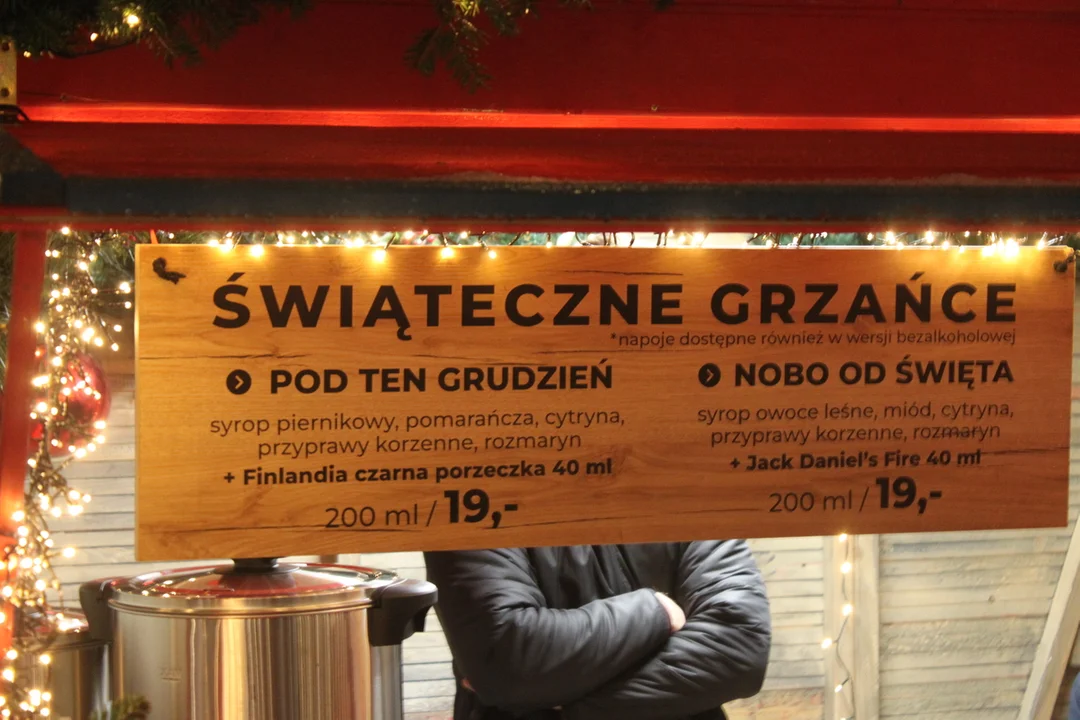 ŚWIĄTECZNE GRZAŃCE
*napoje dostępne również w wersji bezalkoholowej
POD TEN GRUDZIEŃ
syrop piernikowy, pomarańcza, cytryna,
przyprawy korzenne, rozmaryn
+ Finlandia czarna porzeczka 40 ml
200 ml / 19,-
NOBO OD ŚWIĘTA
syrop owoce leśne, miód, cytryna,
przyprawy korzenne, rozmaryn
+ Jack Daniel's Fire 40 ml
200 ml / 19,-